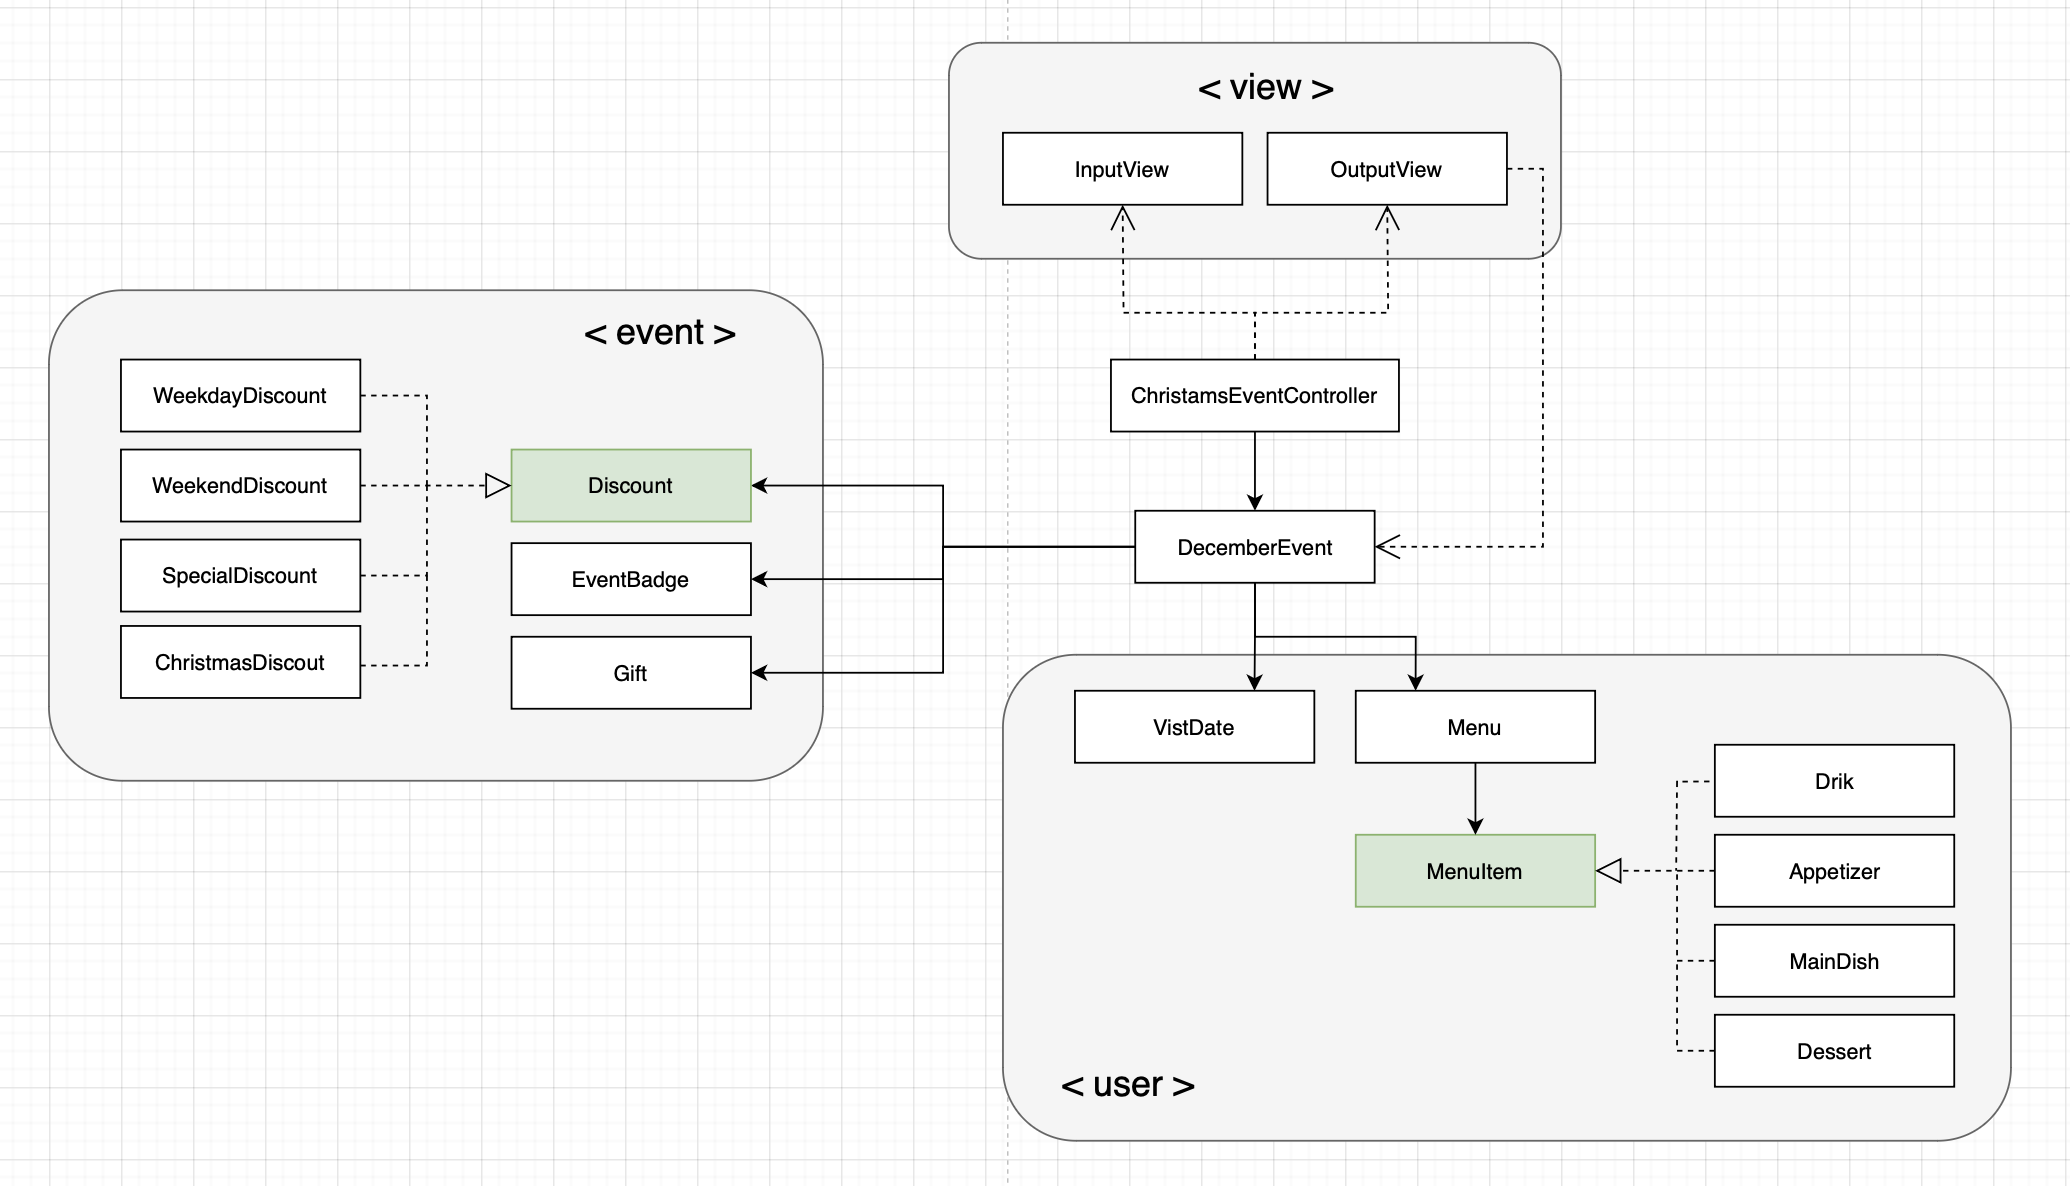 < view >
InputView
OutputView
< event >
WeekdayDiscount
WeekendDiscount
SpecialDiscount
ChristmasDiscout
Discount
EventBadge
Gift
ChristamsEventController
DecemberEvent
VistDate
Menu
MenuItem
Drik
Appetizer
MainDish
Dessert
< user >